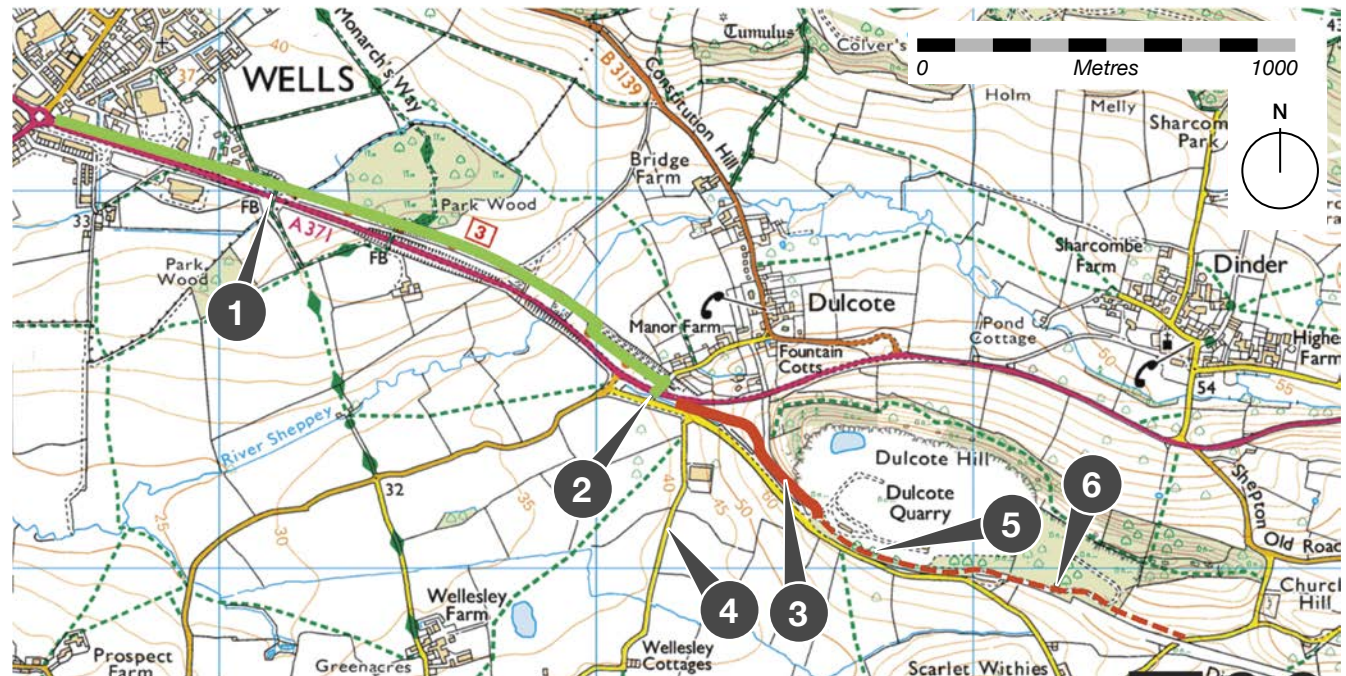 WELLS
Monarch's Way
Tumulus
Colver's
B 3139
Constitution Hill
0 Metres 1000
N
Holm
Melly
Sharcom
Park
40
37
33
FB
A371
FB
3
Park Wood
Park
Wood
Bridge
Farm
Sharcombe
Farm
Dinder
Dulcote
Manor Farm
Fountain
Cotts
Pond
Cottage
Highe
Farm
50
54
55
1
2
River Sheppey
32
25
30
35
40
45
50
60
Dulcote Hill
Dulcote
Quarry
6
5
4
3
Shepton
Old Road
Church
Hill
Wellesley
Farm
Wellesley
Cottages
Prospect
Farm
Greenacres
Scarlet Withies